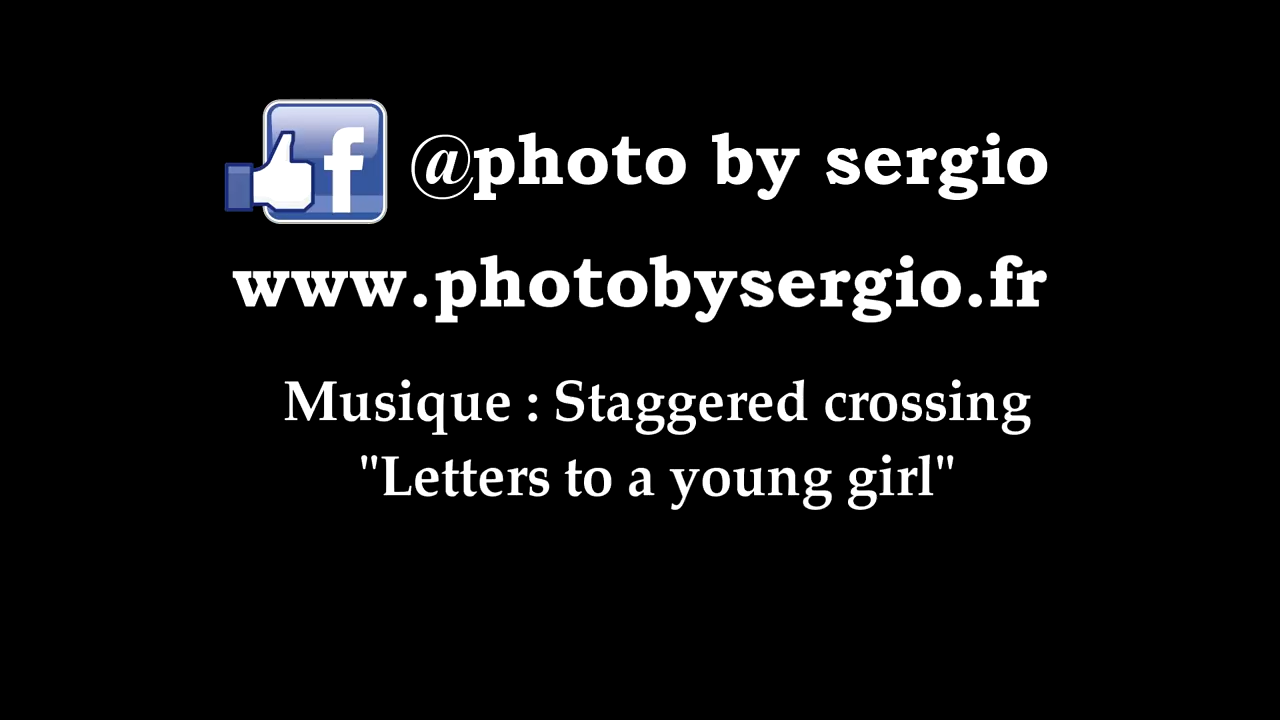 f @photo by sergio
www.photobysergio.fr
Musique : Staggered crossing
"Letters to a young girl"